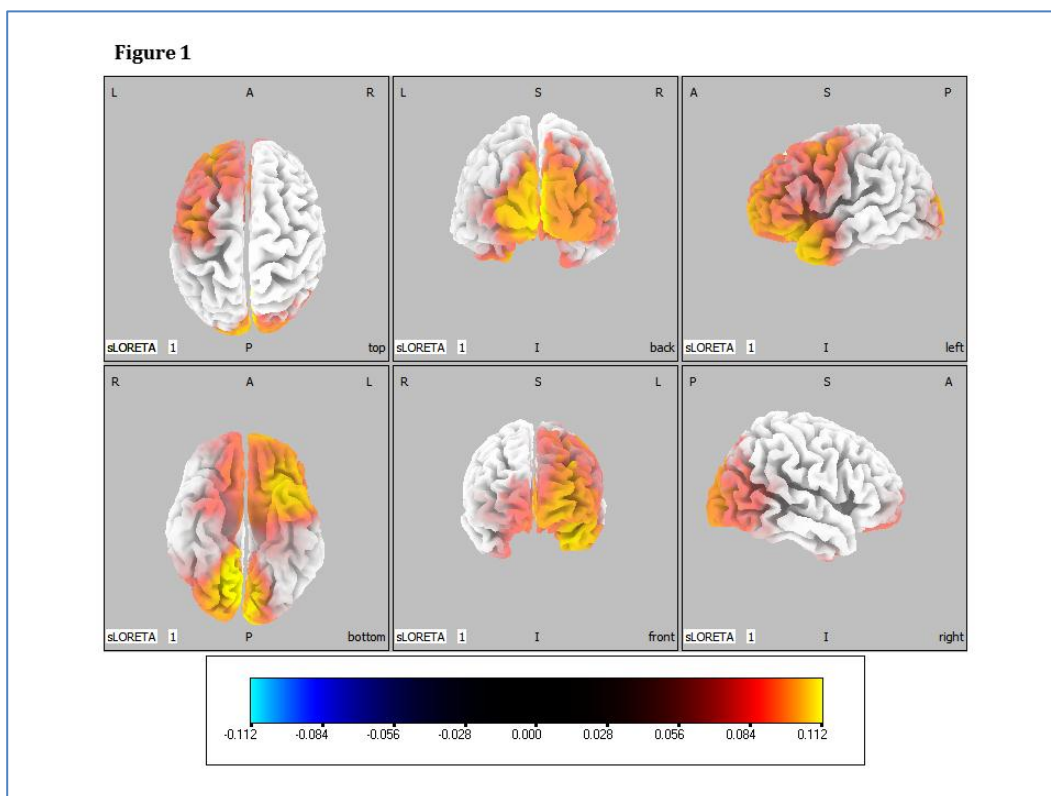 Figure 1
L A R
sLORETA 1 P top
L S R
sLORETA 1 I back
A S P
sLORETA 1 I left
R A L
sLORETA 1 P bottom
R S L
sLORETA 1 I front
P S A
sLORETA 1 I right
-0.112 -0.084 -0.056 -0.028 0.000 0.028 0.056 0.084 0.112